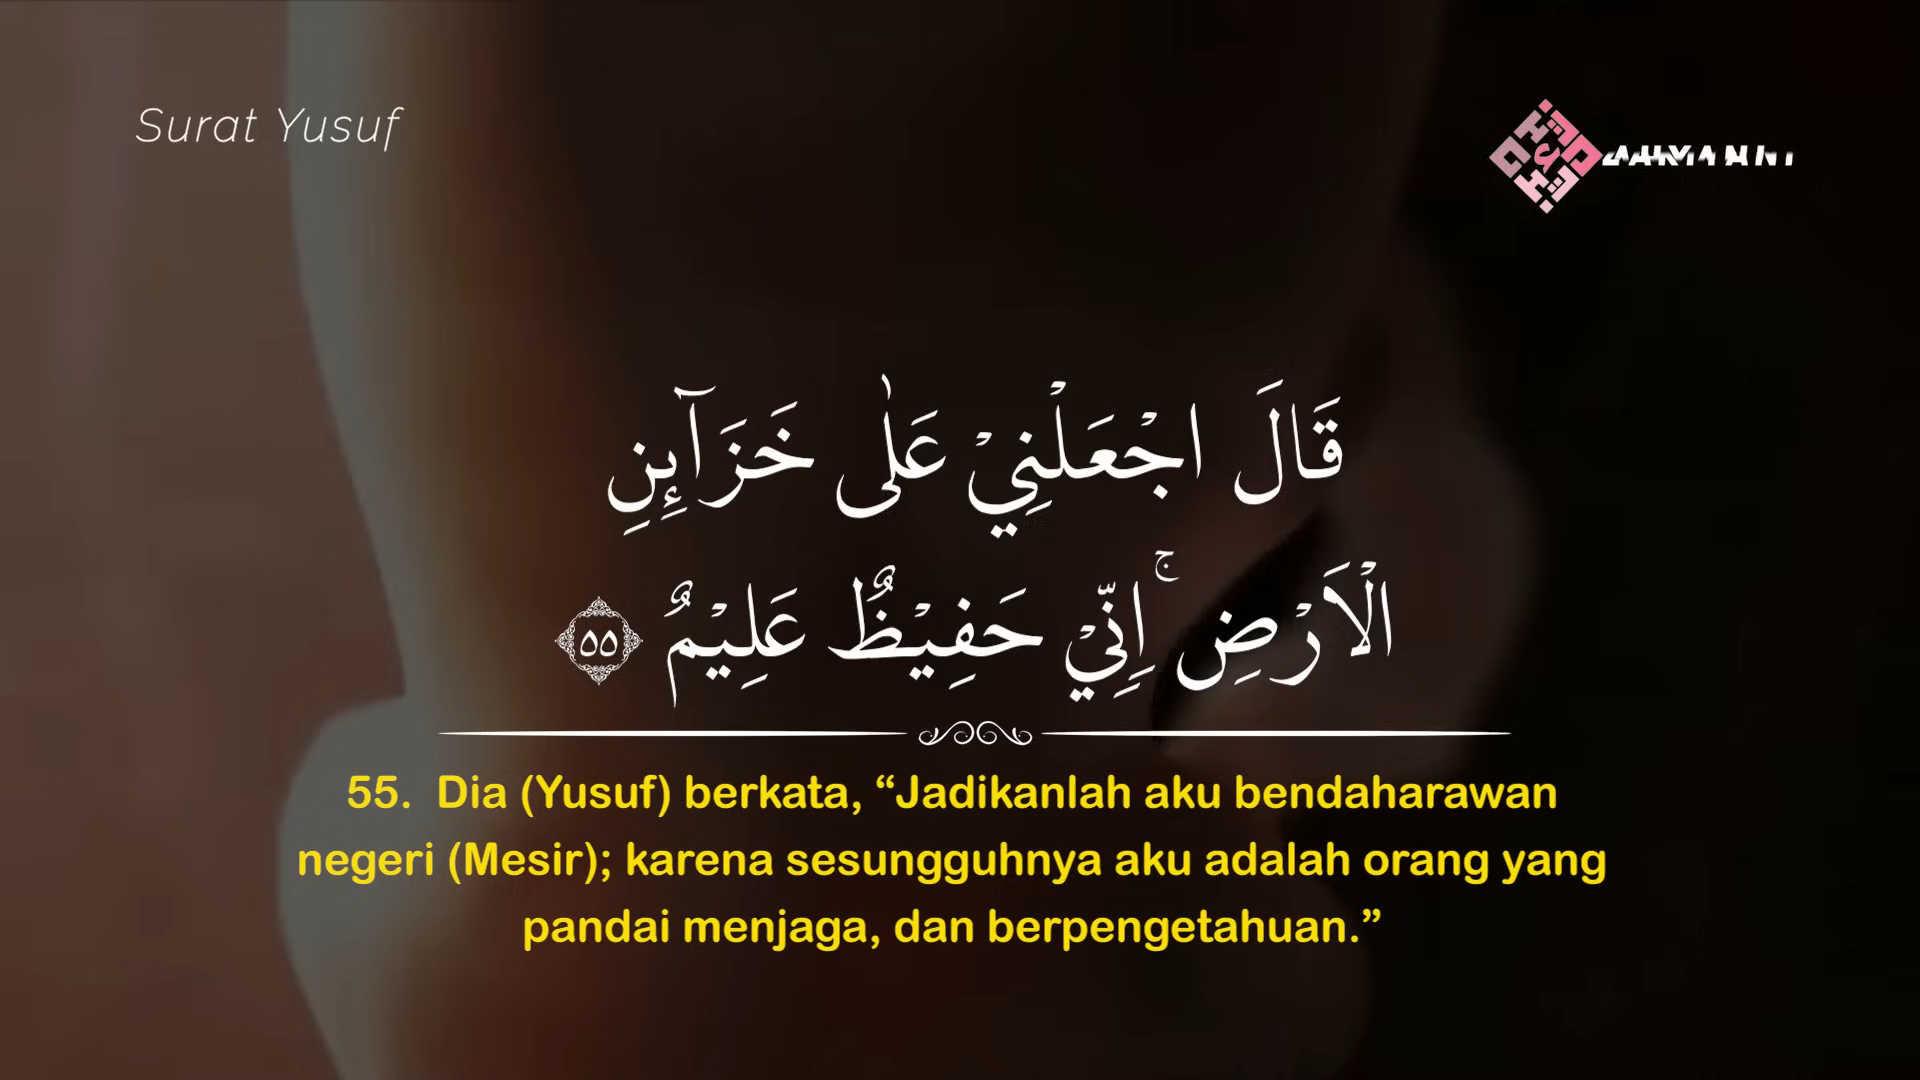 Surat Yusuf
قَالَ اجْعَلْنِيْ عَلٰى خَزَاۤىِٕنِ
الْاَرْضِۚ اِنِّيْ حَفِيْظٌ عَلِيْمٌ ٥٥
55. Dia (Yusuf) berkata, “Jadikanlah aku bendaharawan
negeri (Mesir); karena sesungguhnya aku adalah orang yang
pandai menjaga, dan berpengetahuan.”